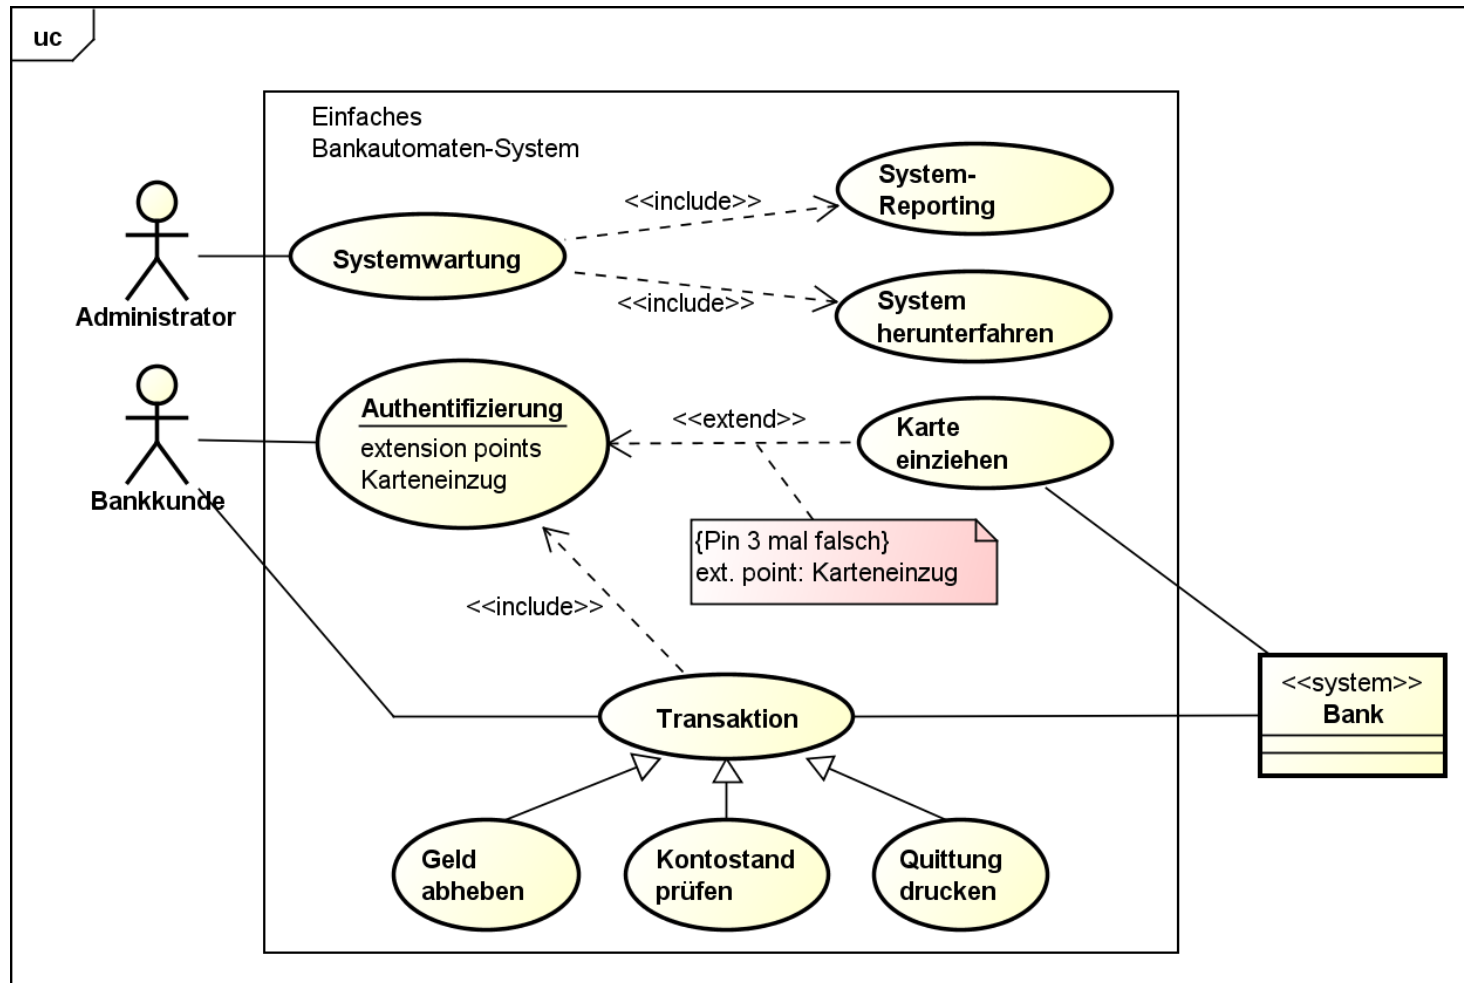 uc
Einfaches
Bankautomaten-System
Administrator
Systemwartung
<<include>>
System-
Reporting
<<include>>
System
herunterfahren
Bankkunde
Authentifizierung
extension points
Karteneinzug
<<extend>>
Karte
einziehen
{Pin 3 mal falsch}
ext. point: Karteneinzug
<<include>>
Transaktion
<<system>>
Bank
Geld
abheben
Kontostand
prüfen
Quittung
drucken